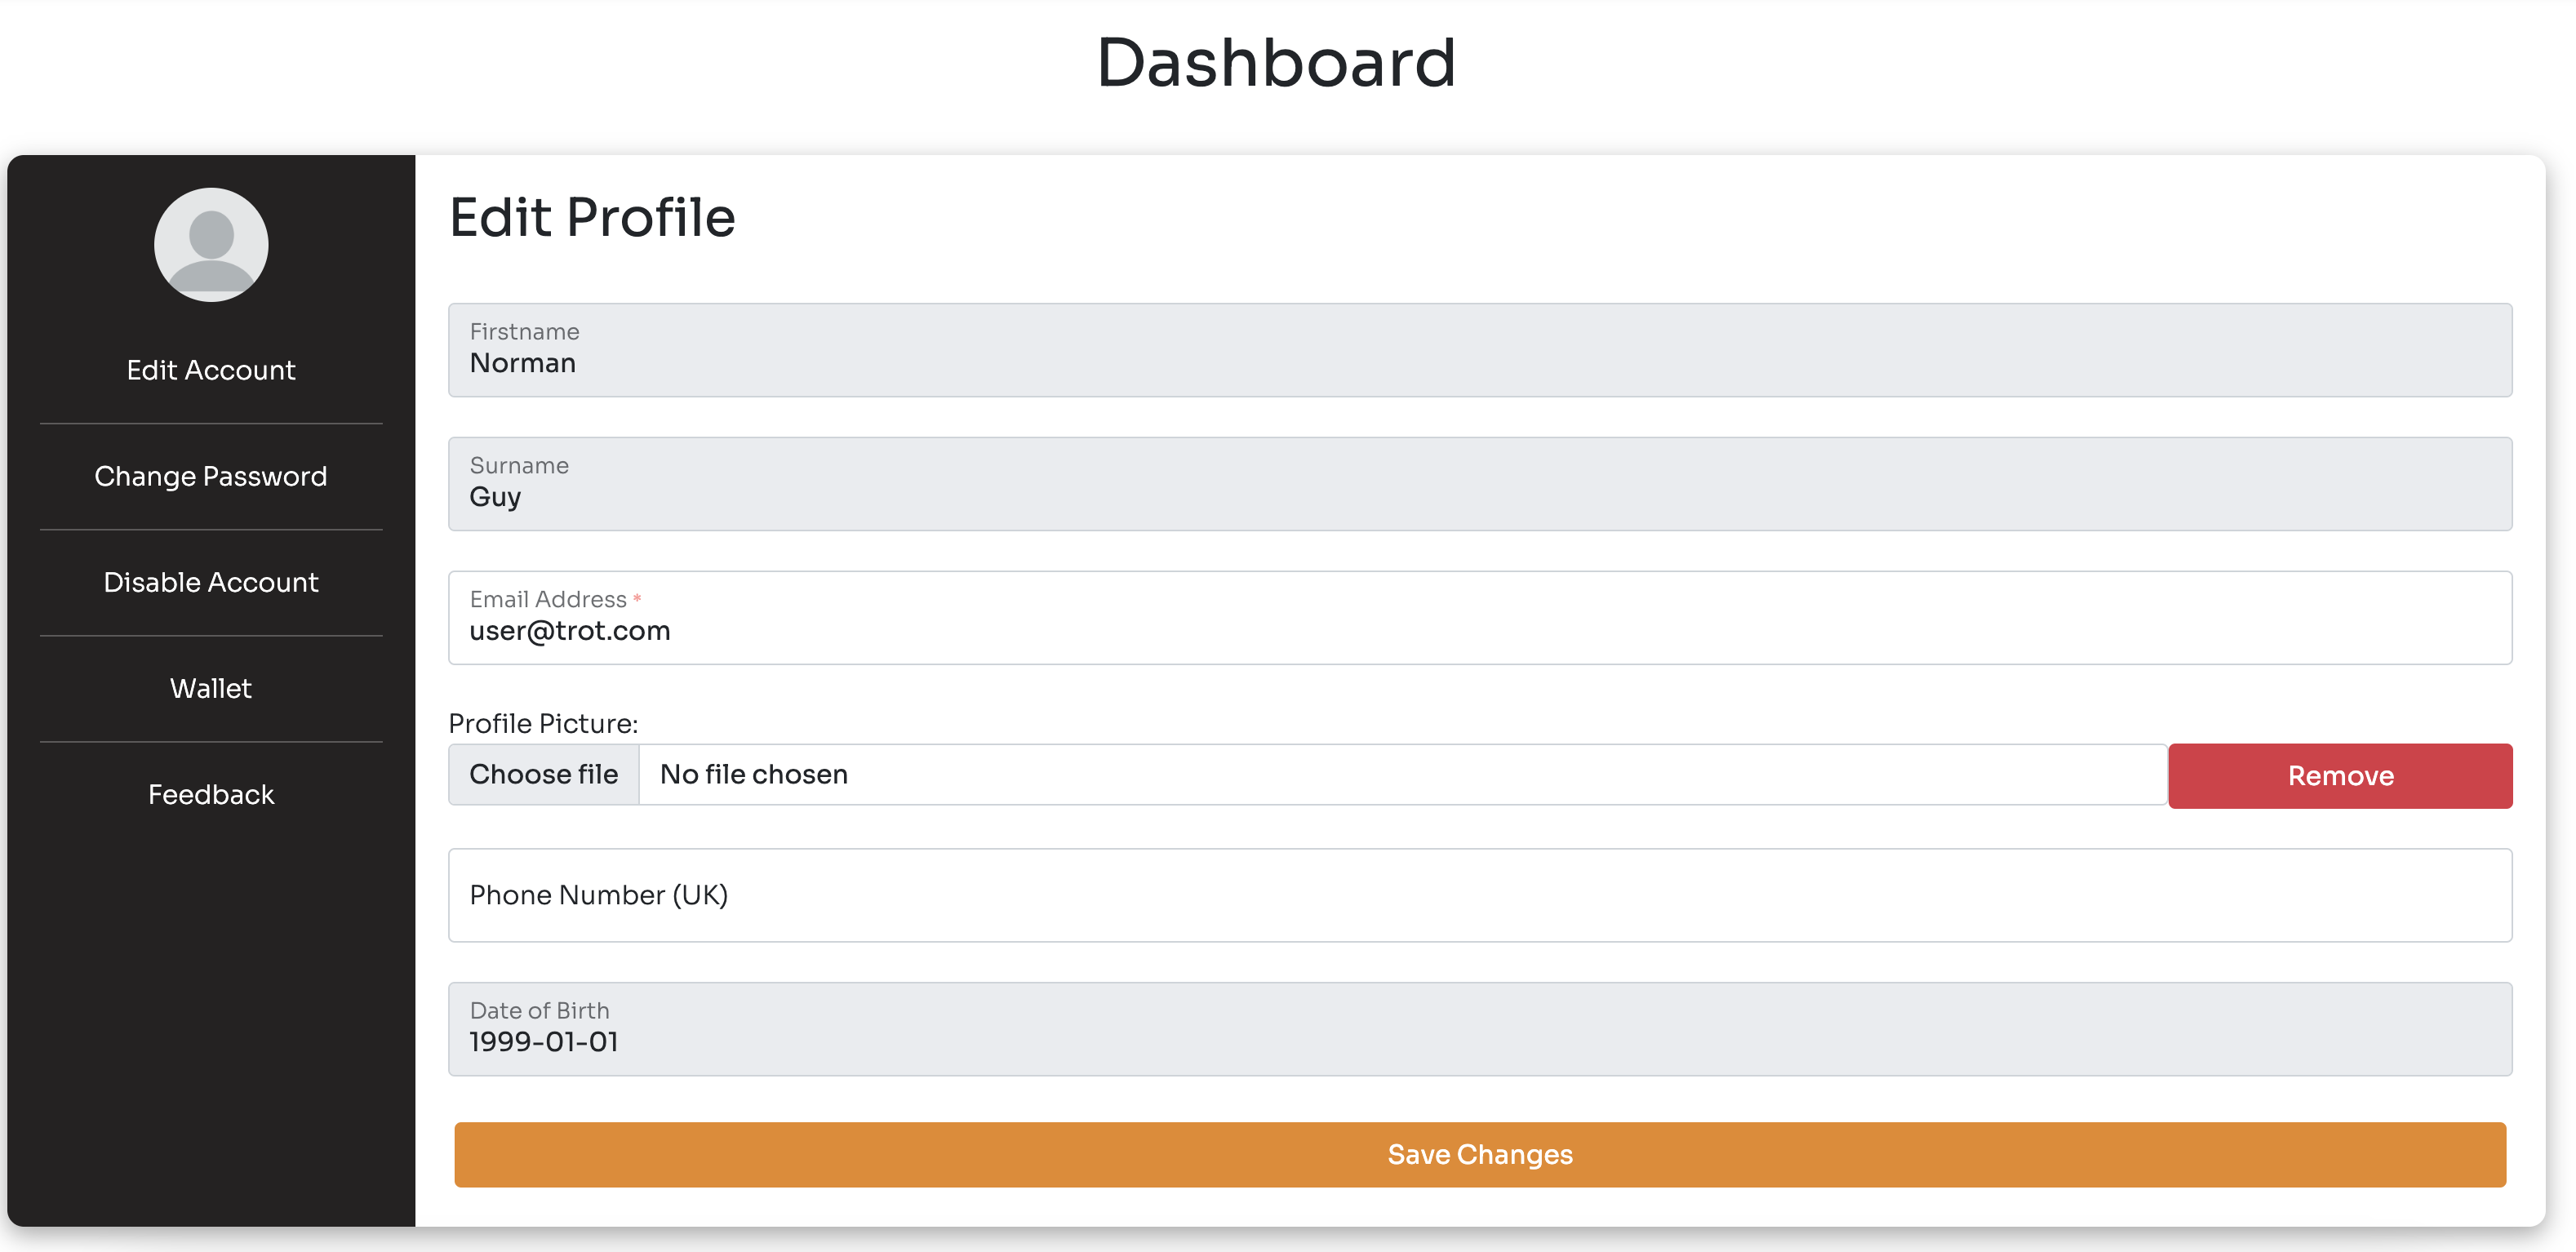 Dashboard
Edit Account
Change Password
Disable Account
Wallet
Feedback
Edit Profile
Firstname
Norman
Surname
Guy
Email Address *
user@trot.com
Profile Picture:
Choose file No file chosen Remove
Phone Number (UK)
Date of Birth
1999-01-01
Save Changes